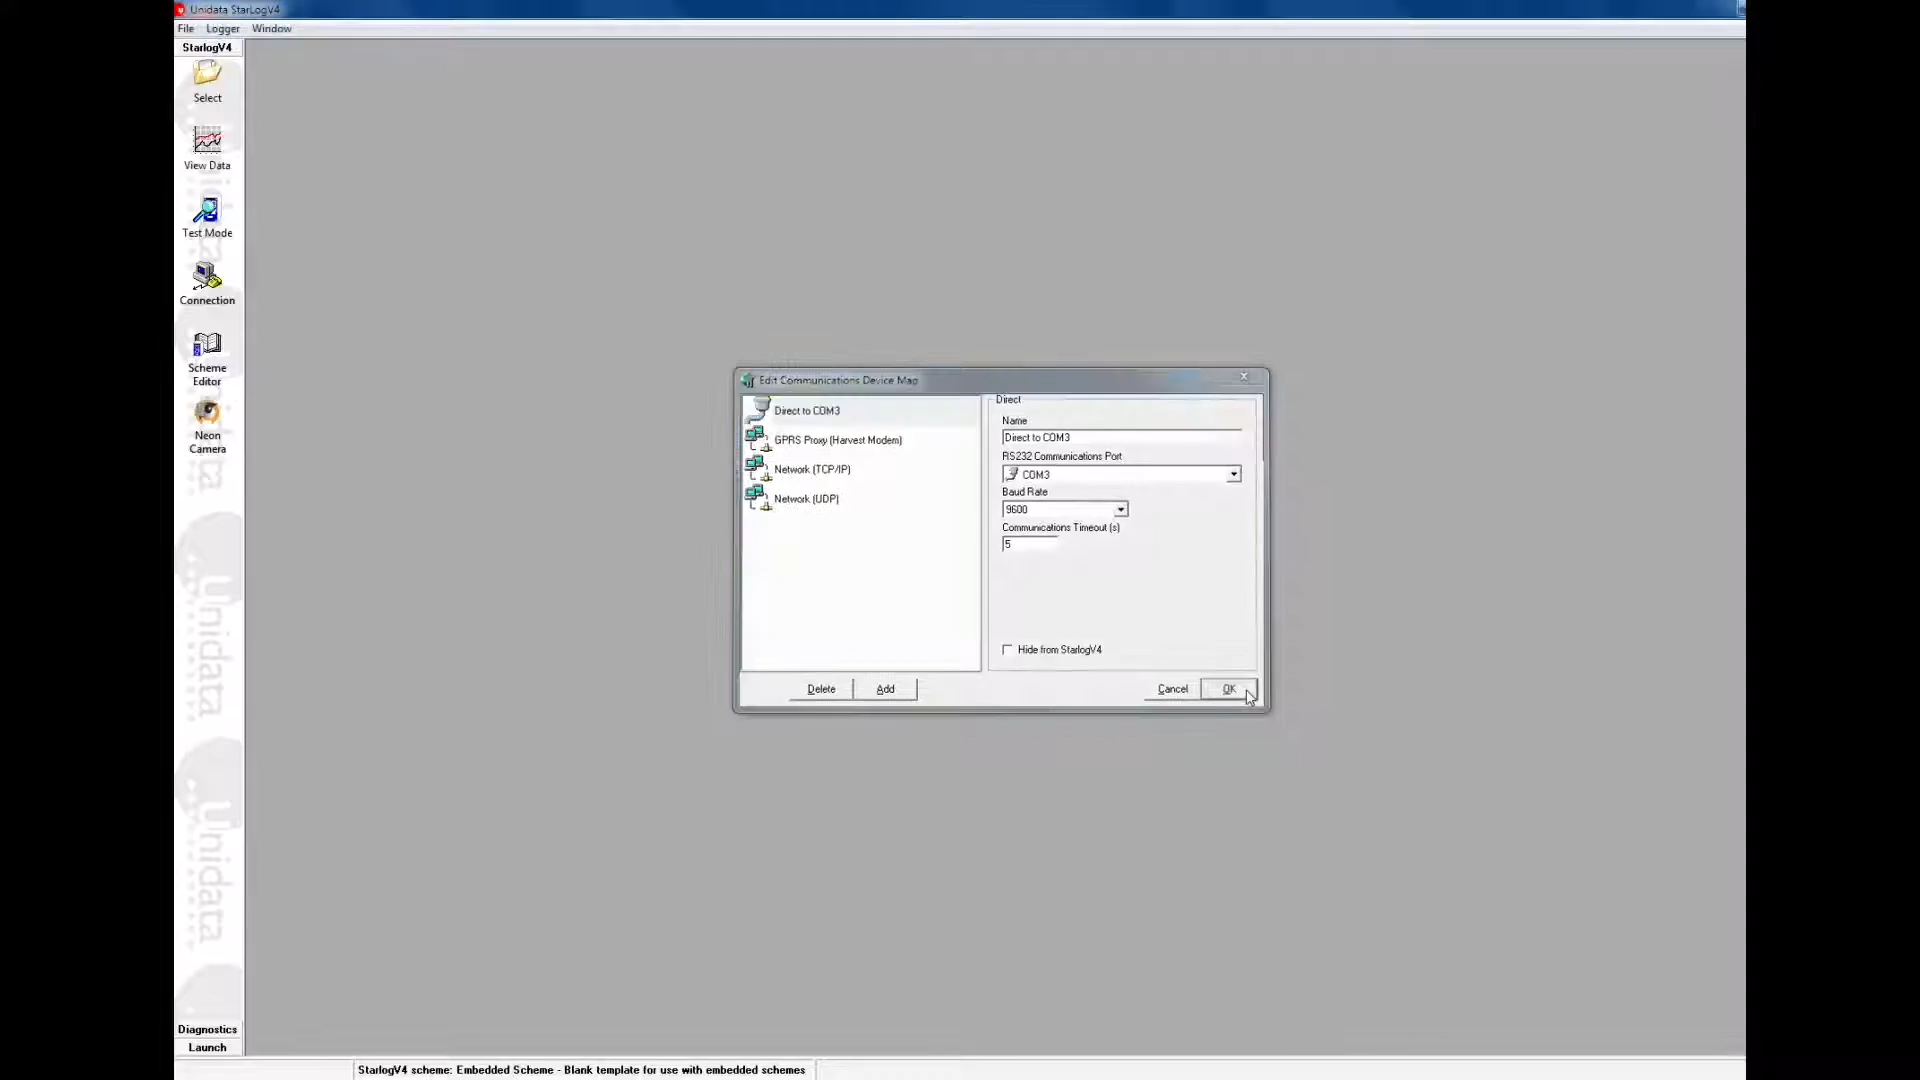 Unidata StarLogV4
File Logger Window
StarlogV4
Select
View Data
Test Mode
Connection
Scheme
Editor
Neon
Camera
Unidata
Unidata
Unidata
Diagnostics
Launch
Edit Communications Device Map
Direct to COM3
GPRS Proxy (Harvest Modem)
Network (TCP/IP)
Network (UDP)
Delete Add
Direct
Name
Direct to COM3
RS232 Communications Port
COM3
Baud Rate
9600
Communications Timeout (s)
5
Hide from StarlogV4
Cancel OK
StarlogV4 scheme: Embedded Scheme - Blank template for use with embedded schemes